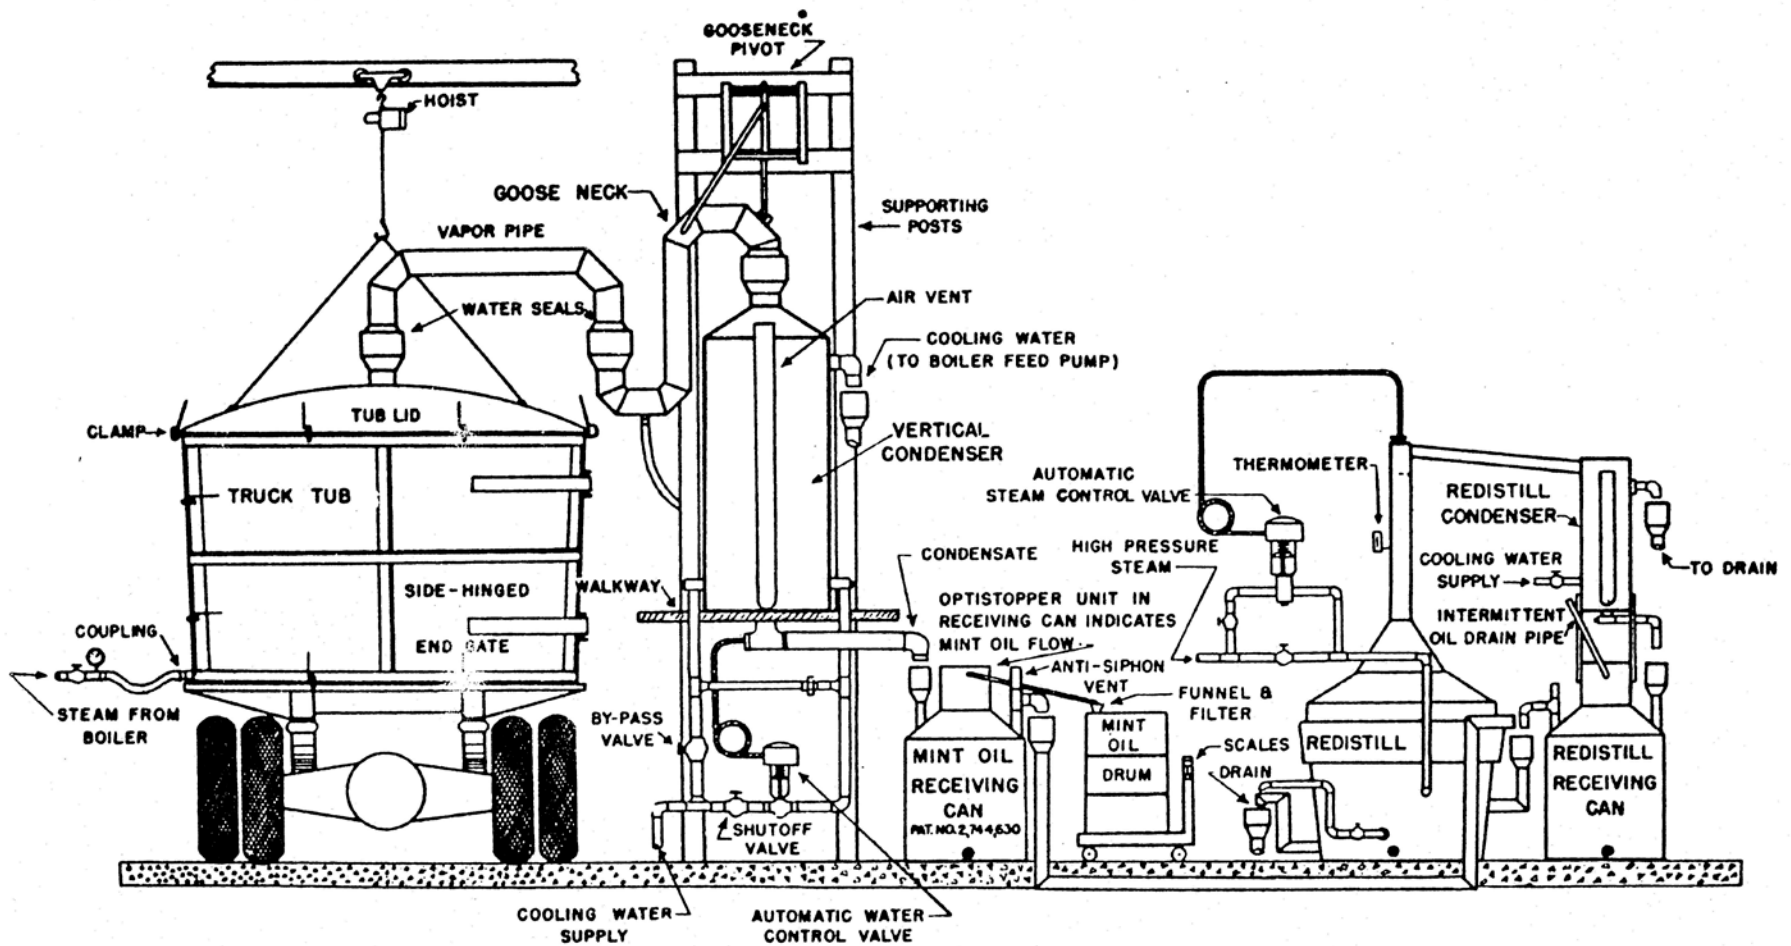 GOOSENECK
PIVOT
HOIST
GOOSE NECK
SUPPORTING
POSTS
VAPOR PIPE
WATER SEALS
AIR VENT
COOLING WATER
(TO BOILER FEED PUMP)
TUB LID
CLAMP
VERTICAL
CONDENSER
TRUCK TUB
AUTOMATIC
STEAM CONTROL VALVE
THERMOMETER
REDISTILL
CONDENSER
HIGH PRESSURE
STEAM
CONDENSATE
COOLING WATER
SUPPLY
TO DRAIN
WALKWAY
SIDE-HINGED
END GATE
OPTISTOPPER UNIT IN
RECEIVING CAN INDICATES
MINT OIL FLOW
INTERMITTENT
OIL DRAIN PIPE
COUPLING
ANTI-SIPHON
VENT
FUNNEL &
FILTER
STEAM FROM
BOILER
BY-PASS
VALVE
MINT
OIL
DRUM
SCALES
DRAIN
REDISTILL
MINT OIL
RECEIVING
CAN
PAT. NO. 2,744,630
REDISTILL
RECEIVING
CAN
SHUTOFF
VALVE
COOLING WATER
SUPPLY
AUTOMATIC WATER
CONTROL VALVE